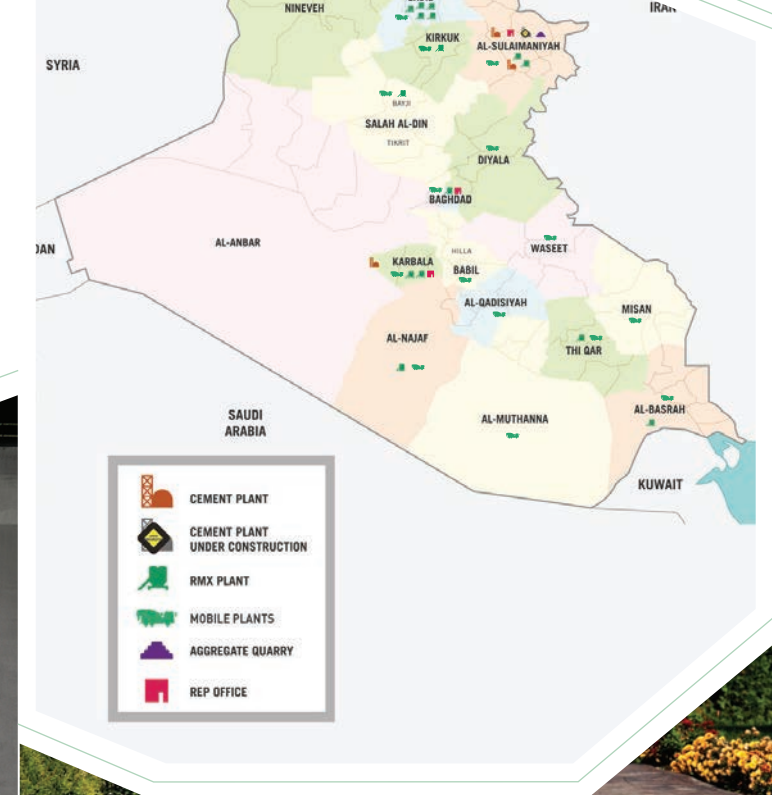 NINEVEH
IRAN
KIRKUK
AL-SULAIMANIYAH
SYRIA
BAYJI
SALAH AL-DIN
TIKRIT
DIYALA
BAGHDAD
AL-ANBAR
DAN
HILLA
WASEET
KARBALA
BABIL
AL-QADISIYAH
MISAN
AL-NAJAF
THI QAR
SAUDI
ARABIA
AL-MUTHANNA
AL-BASRAH
KUWAIT
CEMENT PLANT
CEMENT PLANT
UNDER CONSTRUCTION
RMX PLANT
MOBILE PLANTS
AGGREGATE QUARRY
REP OFFICE